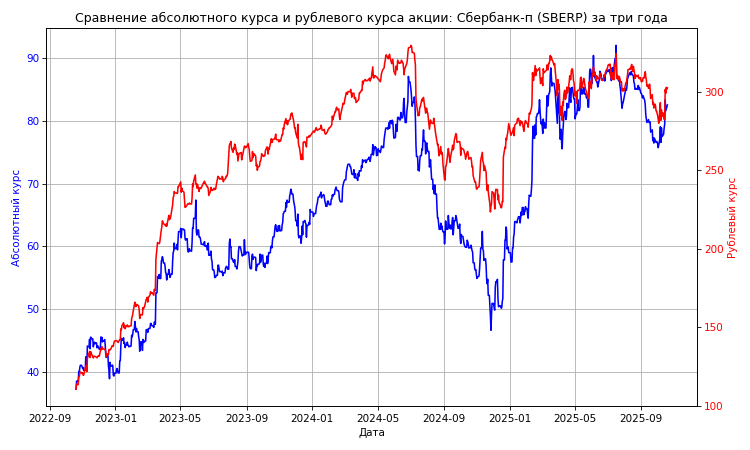 Сравнение абсолютного курса и рублевого курса акции: Сбербанк-п (SBERP) за три года
Абсолютный курс
90
80
70
60
50
40
300
250
200
150
100
Рублевый курс
2022-09 2023-01 2023-05 2023-09 2024-01 2024-05 2024-09 2025-01 2025-05 2025-09
Дата